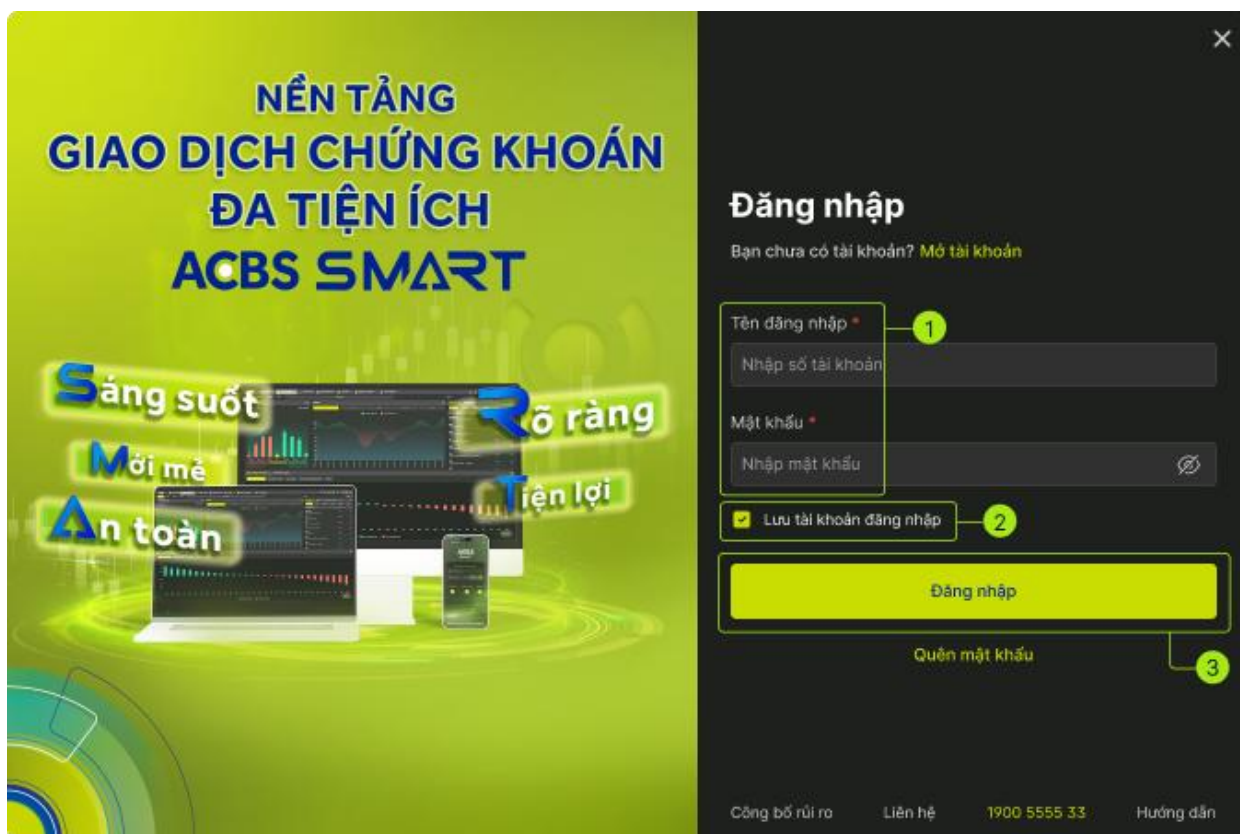 NỀN TẢNG
GIAO DỊCH CHỨNG KHOÁN
ĐA TIỆN ÍCH
ACBS SMART
Sáng suốt
Mới mẻ
An toàn
Rõ ràng
Tiện lợi
Đăng nhập
Bạn chưa có tài khoản? Mở tài khoản
Tên đăng nhập *
1
Nhập số tài khoản
Mật khẩu *
Nhập mật khẩu
Lưu tài khoản đăng nhập
2
Đăng nhập
Quên mật khẩu
3
Công bố rủi ro Liên hệ 1900 5555 33 Hướng dẫn